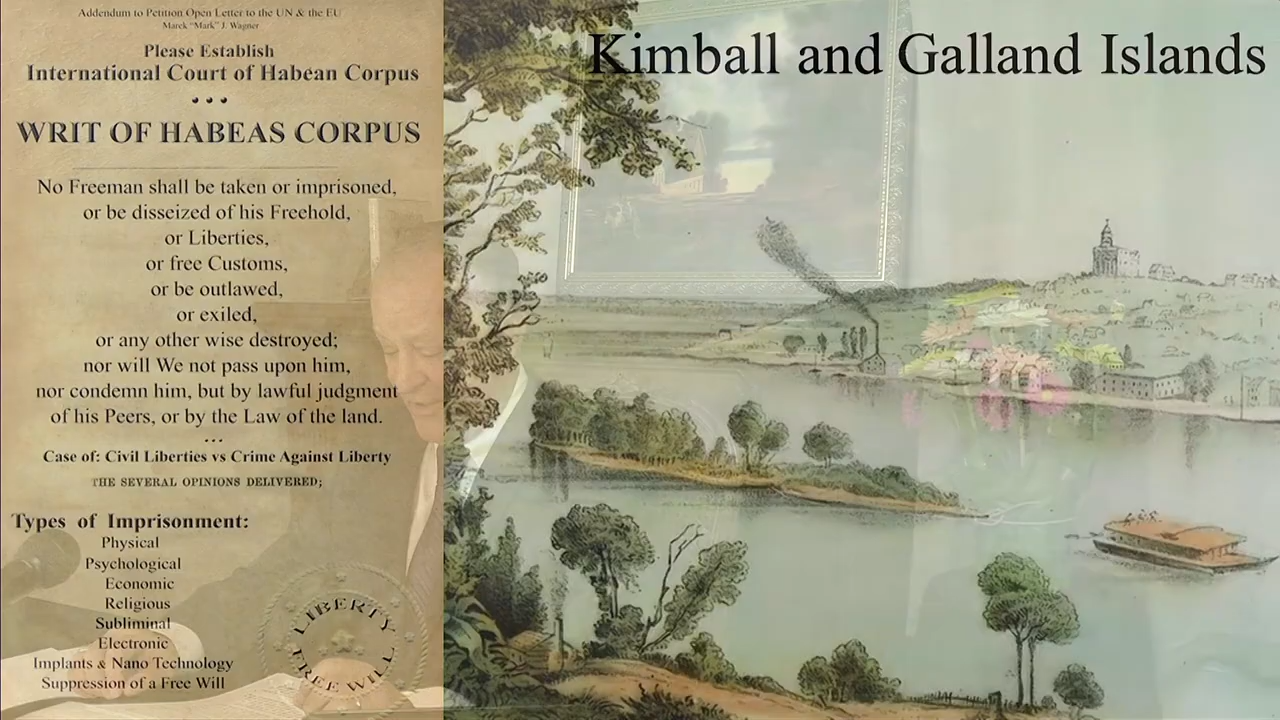 Addendum to Petition Open Letter to the UN & the EU
Marek "Mark" J. Wagner
Please Establish
International Court of Habean Corpus
• • •
WRIT OF HABEAS CORPUS
No Freeman shall be taken or imprisoned,
or be disseized of his Freehold,
or Liberties,
or free Customs,
or be outlawed,
or exiled,
or any other wise destroyed;
nor will We not pass upon him,
nor condemn him, but by lawful judgment
of his Peers, or by the Law of the land.
...
Case of: Civil Liberties vs Crime Against Liberty
THE SEVERAL OPINIONS DELIVERED;
Types of Imprisonment:
Physical
Psychological
Economic
Religious
Subliminal
Electronic
Implants & Nano Technology
Suppression of a Free Will
LIBERTY
FREE WILL
Kimball and Galland Islands